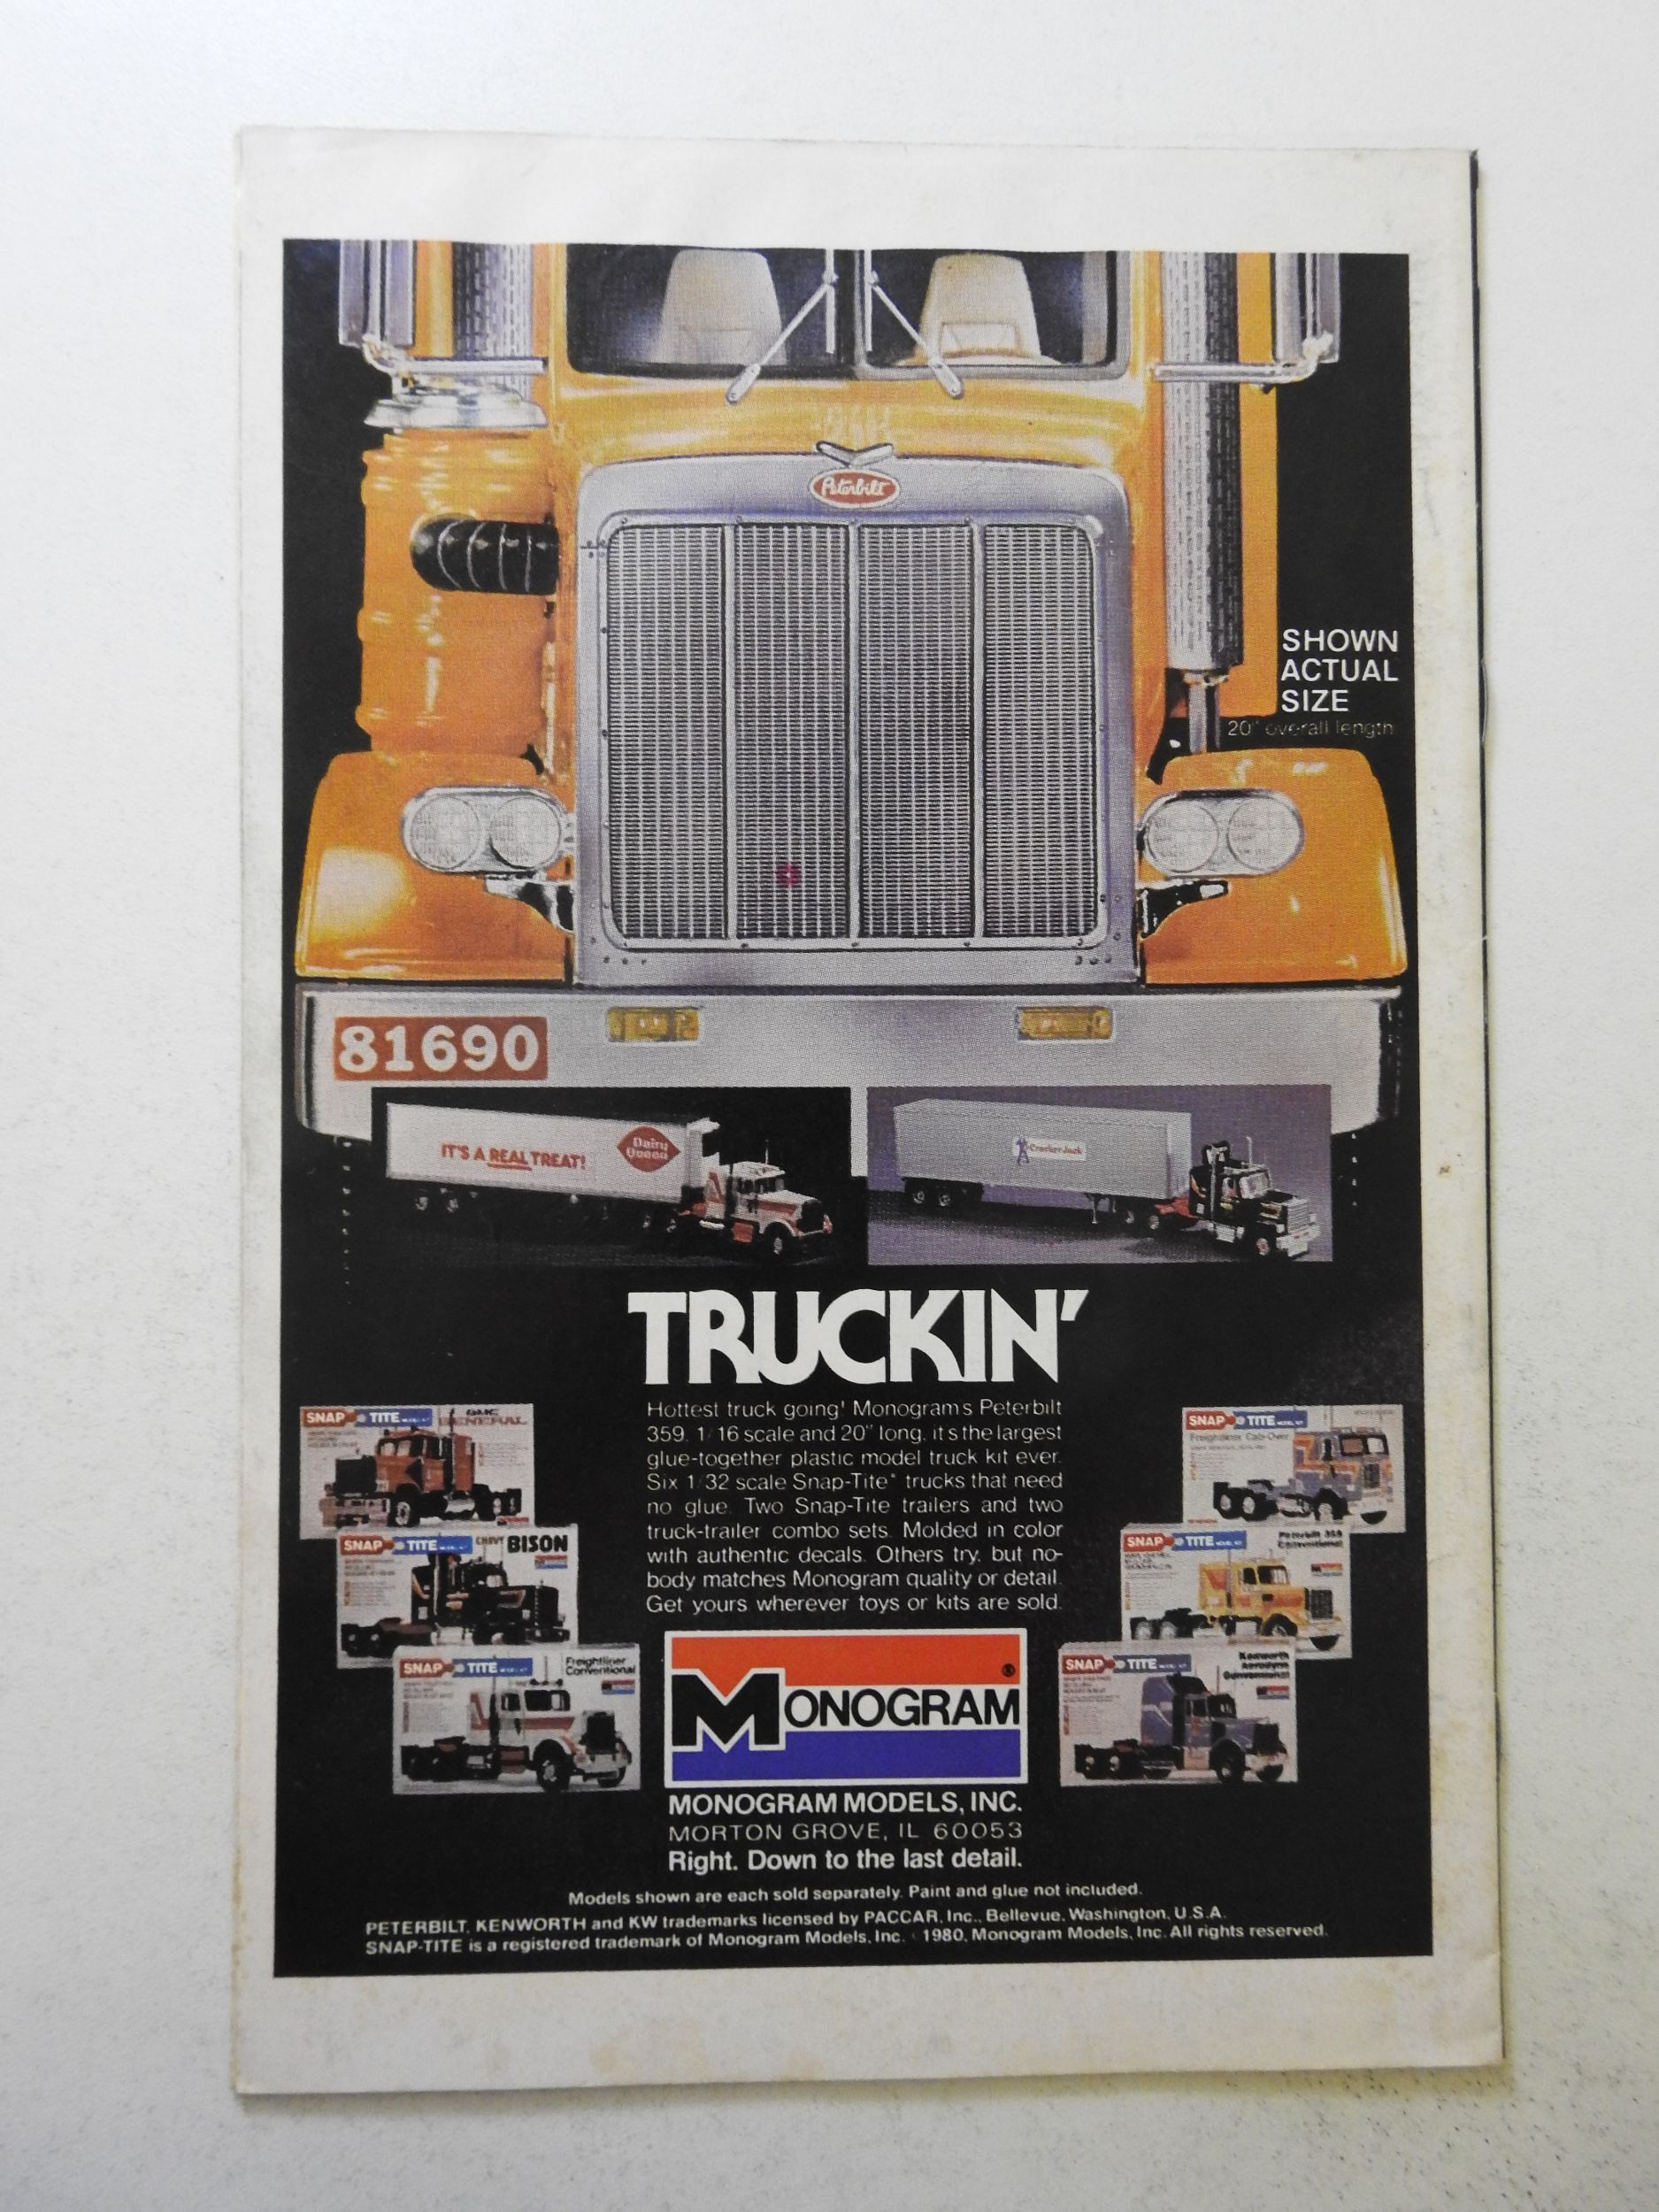 Peterbilt
SHOWN
ACTUAL
SIZE
20" overall length
81690
IT'S A REAL TREAT!
Dairy
Queen
Cracker Jack
TRUCKIN'
Hottest truck going! Monogram's Peterbilt
359. 1/16 scale and 20" long, it's the largest
glue-together plastic model truck kit ever.
Six 1/32 scale Snap-Tite® trucks that need
no glue. Two Snap-Tite trailers and two
truck-trailer combo sets. Molded in color
with authentic decals. Others try, but no-
body matches Monogram quality or detail.
Get yours wherever toys or kits are sold.
SNAP TITE GMC
GENERAL
SNAP TITE CHEVY BISON
SNAP TITE Freightliner
Conventional
SNAP TITE
Freightliner Cab-Over
SNAP TITE Peterbilt 359
Conventional
SNAP TITE Kenworth
Aerodyne
Conventional
MONOGRAM ®
MONOGRAM MODELS, INC.
MORTON GROVE, IL 60053
Right. Down to the last detail.
Models shown are each sold separately. Paint and glue not included.
PETERBILT, KENWORTH and KW trademarks licensed by PACCAR, Inc., Bellevue, Washington, U.S.A.
SNAP-TITE is a registered trademark of Monogram Models, Inc. © 1980, Monogram Models, Inc. All rights reserved.